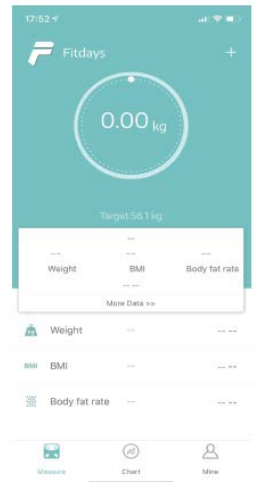 17:52
Fitdays +
0.00 kg
Target:56.1 kg
--
-- -- --
Weight BMI Body fat rate
-- --
More Data >>
Weight -- -- --
BMI BMI -- -- --
Body fat rate -- -- --
Measure Chart Mine